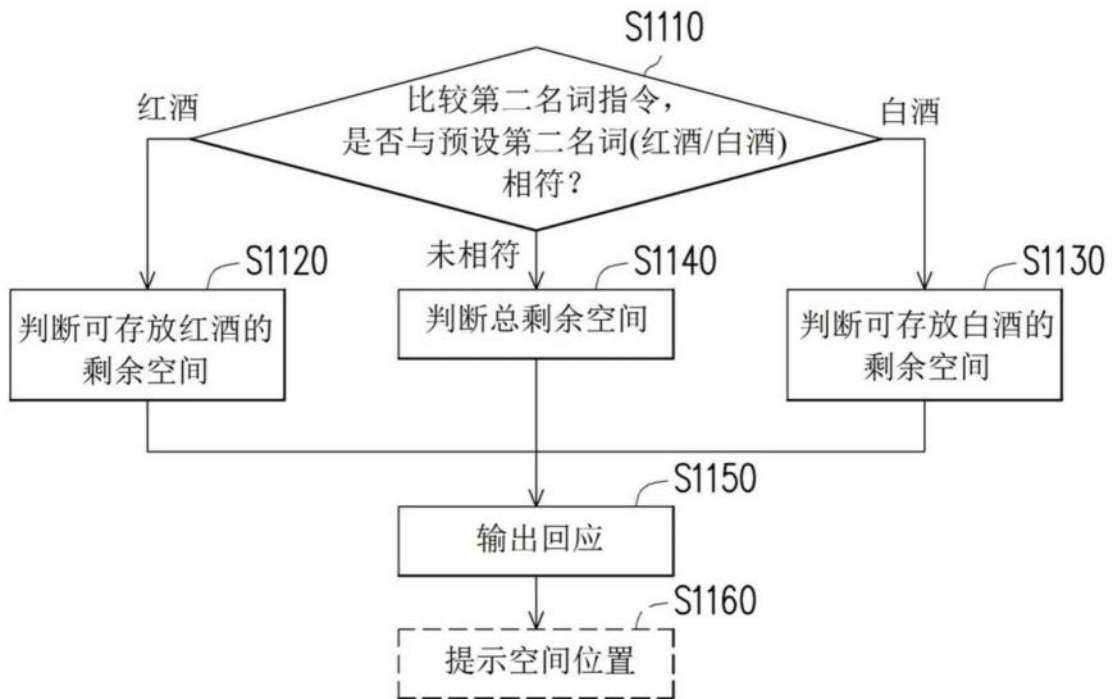 S1110
比较第二名词指令，
是否与预设第二名词(红酒/白酒)
相符？
红酒
白酒
未相符
S1120
判断可存放红酒的
剩余空间
S1140
判断总剩余空间
S1130
判断可存放白酒的
剩余空间
S1150
输出回应
S1160
提示空间位置